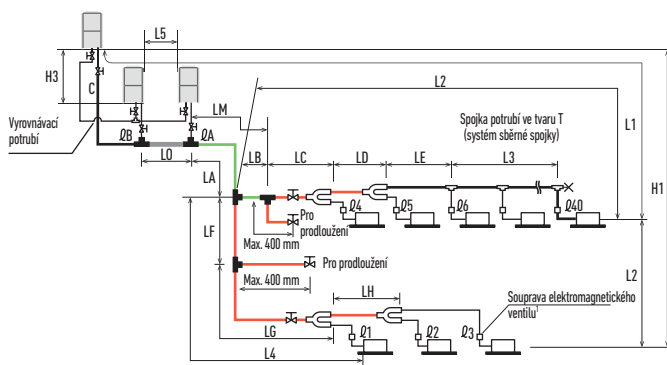 L5
H3
C
L2
LM
Spojka potrubí ve tvaru T
(systém sběrné spojky)
L1
H1
Vyrovnávací
potrubí
ℓB
ℓA
LO
LA
LB
LC
LD
LE
L3
ℓ4
ℓ5
ℓ6
ℓ40
Pro
prodloužení
Max. 400 mm
LF
Pro prodloužení
Max. 400 mm
L2
LH
Souprava elektromagnetického
ventilu¹
LG
ℓ1
ℓ2
ℓ3
L4